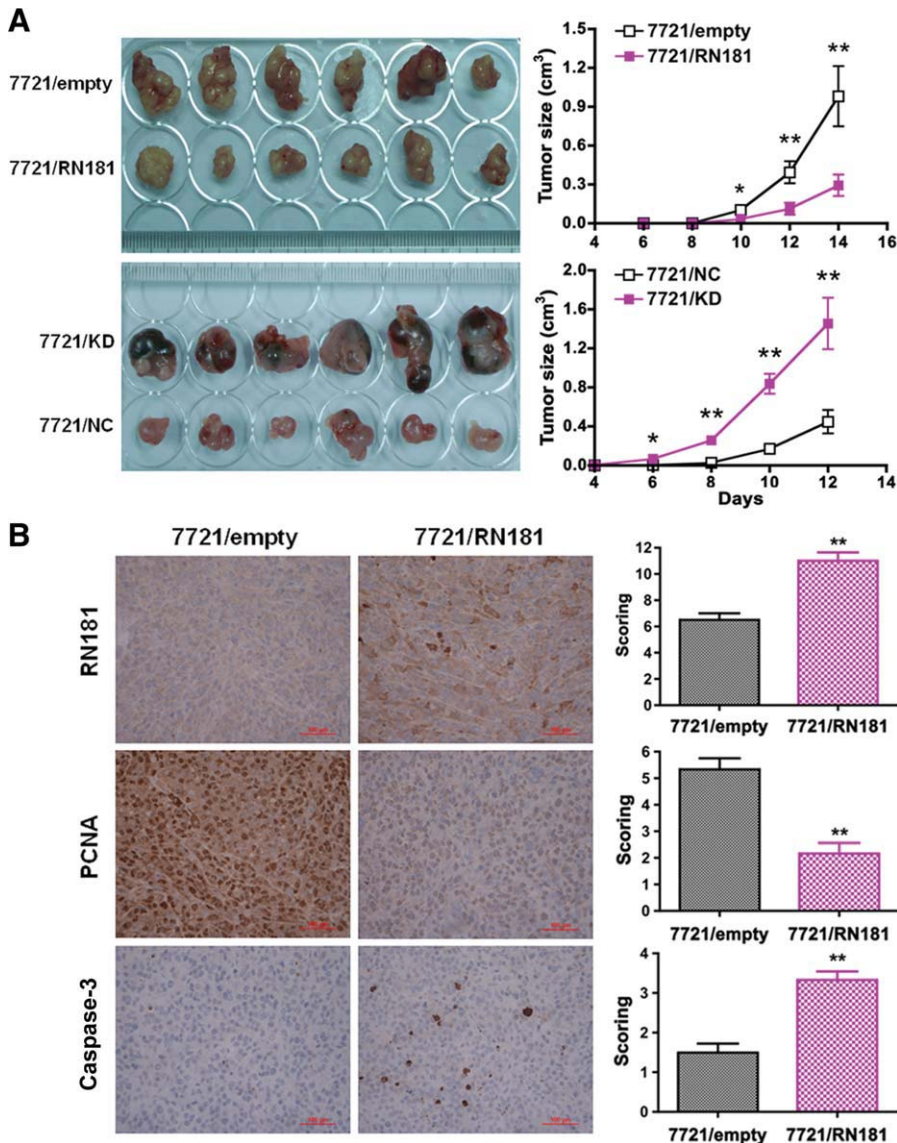 A
7721/empty
7721/RN181
7721/KD
7721/NC
7721/empty
7721/RN181
Tumor size (cm³)
1.5
1.2
0.9
0.6
0.3
0.0
*
**
**
4 6 8 10 12 14 16
7721/NC
7721/KD
Tumor size (cm³)
2.0
1.6
1.2
0.8
0.4
0.0
*
**
**
**
4 6 8 10 12 14
Days
B
7721/empty
7721/RN181
RN181
PCNA
Caspase-3
Scoring
12
10
8
6
4
2
0
**
7721/empty 7721/RN181
Scoring
6
5
4
3
2
1
0
**
7721/empty 7721/RN181
Scoring
4
3
2
1
0
**
7721/empty 7721/RN181